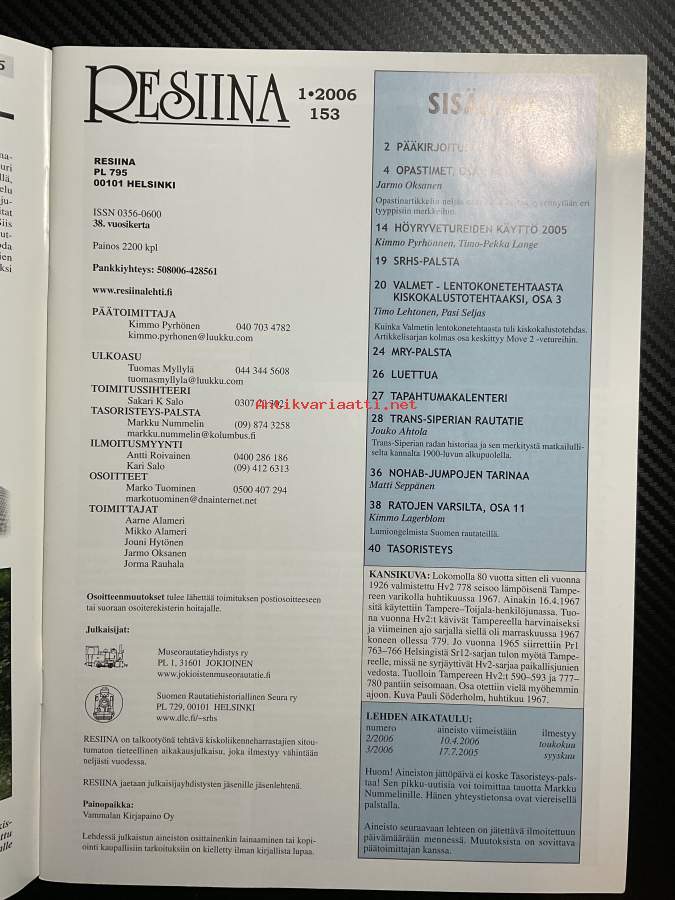 RESIINA
1•2006
153
RESIINA
PL 795
00101 HELSINKI
ISSN 0356-0600
38. vuosikerta
Painos 2200 kpl
Pankkiyhteys: 508006-428561
www.resiinalehti.fi
PÄÄTOIMITTAJA
Kimmo Pyrhönen 040 703 4782
kimmo.pyrhonen@luukku.com
ULKOASU
Tuomas Myllylä 044 344 5608
tuomasmyllyla@luukku.com
TOIMITUSSIHTEERI
Sakari K Salo
TASORISTEYS-PALSTA
Markku Nummelin (09) 874 3258
markku.nummelin@kolumbus.fi
ILMOITUSMYYNTI
Antti Roivainen 0400 286 186
Kari Salo (09) 412 6313
OSOITTEET
Marko Tuominen 0500 407 294
markotuominen@dnainternet.net
TOIMITTAJAT
Aarne Alameri
Mikko Alameri
Jouni Hytönen
Jarmo Oksanen
Jorma Rauhala
Osoitteenmuutokset tulee lähettää toimituksen postiosoitteeseen
tai suoraan osoiterekisterin hoitajalle.
Julkaisijat:
Museorautatieyhdistys ry
PL 1, 31601 JOKIOINEN
www.jokioistenmuseorautatie.fi
Suomen Rautatiehistoriallinen Seura ry
PL 729, 00101 HELSINKI
www.dlc.fi/~srhs
RESIINA on talkootyönä tehtävä kiskoliikenneharrastajien sitou-
tumaton tieteellinen aikakausjulkaisu, joka ilmestyy vähintään
neljästi vuodessa.
RESIINA jaetaan julkaisijayhdistysten jäsenille jäsenlehtenä.
Painopaikka:
Vammalan Kirjapaino Oy
Lehdessä julkaistun aineiston osittainenkin lainaaminen tai kopi-
ointi kaupallisiin tarkoituksiin on kielletty ilman kirjallista lupaa.
Antikvariaatti.net
2 PÄÄKIRJOITUS
4 OPASTIMET,
Jarmo Oksanen
Opastinartikkelin
tyyppisiin merkkeihin.
14 HÖYRYVETUREIDEN KÄYTTÖ 2005
Kimmo Pyrhönen, Timo-Pekka Lange
19 SRHS-PALSTA
20 VALMET - LENTOKONETEHTAASTA
KISKOKALUSTOTEHTAAKSI, OSA 3
Timo Lehtonen, Pasi Seljas
Kuinka Valmetin lentokonetehtaasta tuli kiskokalustotehdas.
Artikkelisarjan kolmas osa keskittyy Move 2 -vetureihin.
24 MRY-PALSTA
26 LUETTUA
27 TAPAHTUMAKALENTERI
28 TRANS-SIPERIAN RAUTATIE
Jouko Ahtola
Trans-Siperian radan historiaa ja sen merkitystä matkailulli-
selta kannalta 1900-luvun alkupuolella.
36 NOHAB-JUMPOJEN TARINAA
Matti Seppänen
38 RATOJEN VARSILTA, OSA 11
Kimmo Lagerblom
Lumiongelmista Suomen rautateillä.
40 TASORISTEYS
KANSIKUVA: Lokomolla 80 vuotta sitten eli vuonna
1926 valmistettu Hv2 778 seisoo lämpöisenä Tampe-
reen varikolla huhtikuussa 1967. Ainakin 16.4.1967
sitä käytettiin Tampere–Toijala-henkilöjunassa. Tuo-
na vuonna Hv2:t kävivät Tampereella harvinaiseksi
ja viimeinen ajo sarjalla siellä oli marraskuussa 1967
koneen ollessa 779. Jo vuonna 1965 siirrettiin Pr1
763–766 Helsingistä Sr12-sarjan tulon myötä Tampe-
reelle, missä ne syrjäyttivät Hv2-sarjaa paikallisjunien
vedosta. Tuolloin Tampereen Hv2:t 590–593 ja 777–
780 pantiin seisomaan. Osa otettiin vielä myöhemmin
ajoon. Kuva Pauli Söderholm, huhtikuu 1967.
LEHDEN AIKATAULU:
numero aineisto viimeistään ilmestyy
2/2006 10.4.2006 toukokuu
3/2006 17.7.2005 syyskuu
Huom! Aineiston jättöpäivä ei koske Tasoristeys-pals-
taa! Sen pikku-uutisia voi toimittaa tauotta Markku
Nummelinille. Hänen yhteystietonsa ovat viereisellä
palstalla.
Aineisto seuraavaan lehteen on jätettävä ilmoitettuun
päivämäärään mennessä. Muutoksista on sovittava
päätoimittajan kanssa.